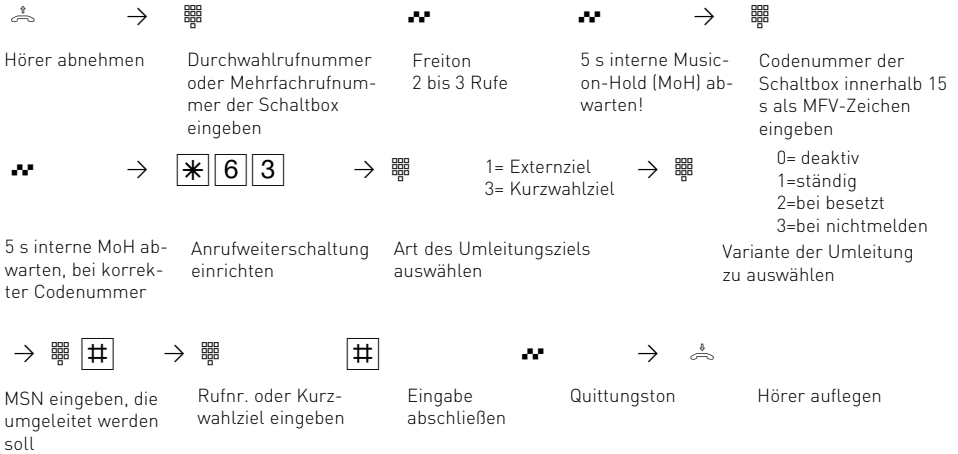 Hörer abnehmen
Durchwahlrufnummer
oder Mehrfachrufnum-
mer der Schaltbox
eingeben
Freiton
2 bis 3 Rufe
5 s interne Music-
on-Hold (MoH) ab-
warten!
Codenummer der
Schaltbox innerhalb 15
s als MFV-Zeichen
eingeben
* 6 3
1= Externziel
3= Kurzwahlziel
0= deaktiv
1=ständig
2=bei besetzt
3=bei nichtmelden
5 s interne MoH ab-
warten, bei korrek-
ter Codenummer
Anrufweiterschaltung
einrichten
Art des Umleitungsziels
auswählen
Variante der Umleitung
zu auswählen
#
#
MSN eingeben, die
umgeleitet werden
soll
Rufnr. oder Kurz-
wahlziel eingeben
Eingabe
abschließen
Quittungston
Hörer auflegen